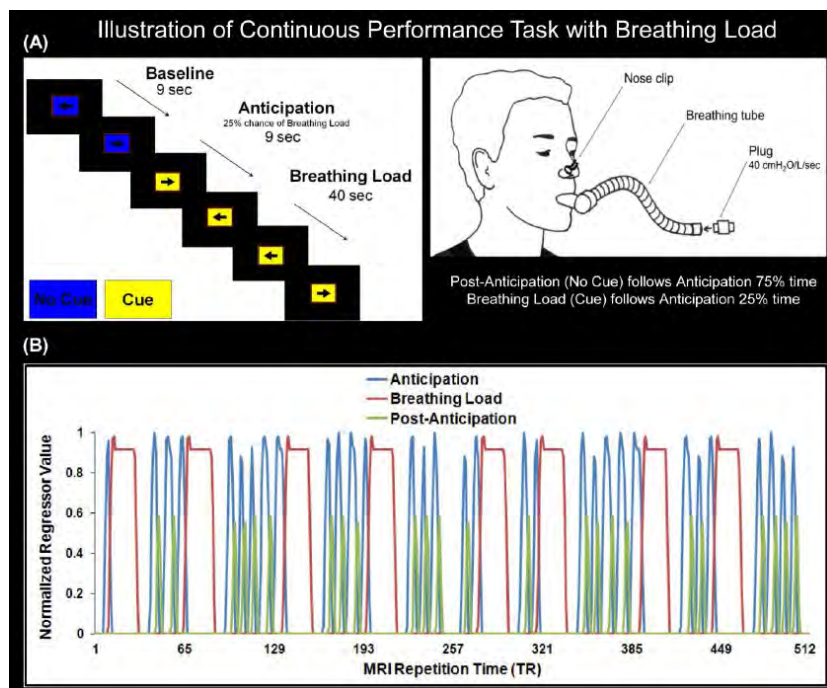 Illustration of Continuous Performance Task with Breathing Load
(A)
Baseline
9 sec
Anticipation
25% chance of Breathing Load
9 sec
Breathing Load
40 sec
No Cue
Cue
Nose clip
Breathing tube
Plug
40 cmH₂O/L/sec
Post-Anticipation (No Cue) follows Anticipation 75% time
Breathing Load (Cue) follows Anticipation 25% time
(B)
Anticipation
Breathing Load
Post-Anticipation
Normalized Regressor Value
1
0.8
0.6
0.4
0.2
0
1 65 129 193 257 321 385 449 512
MRI Repetition Time (TR)